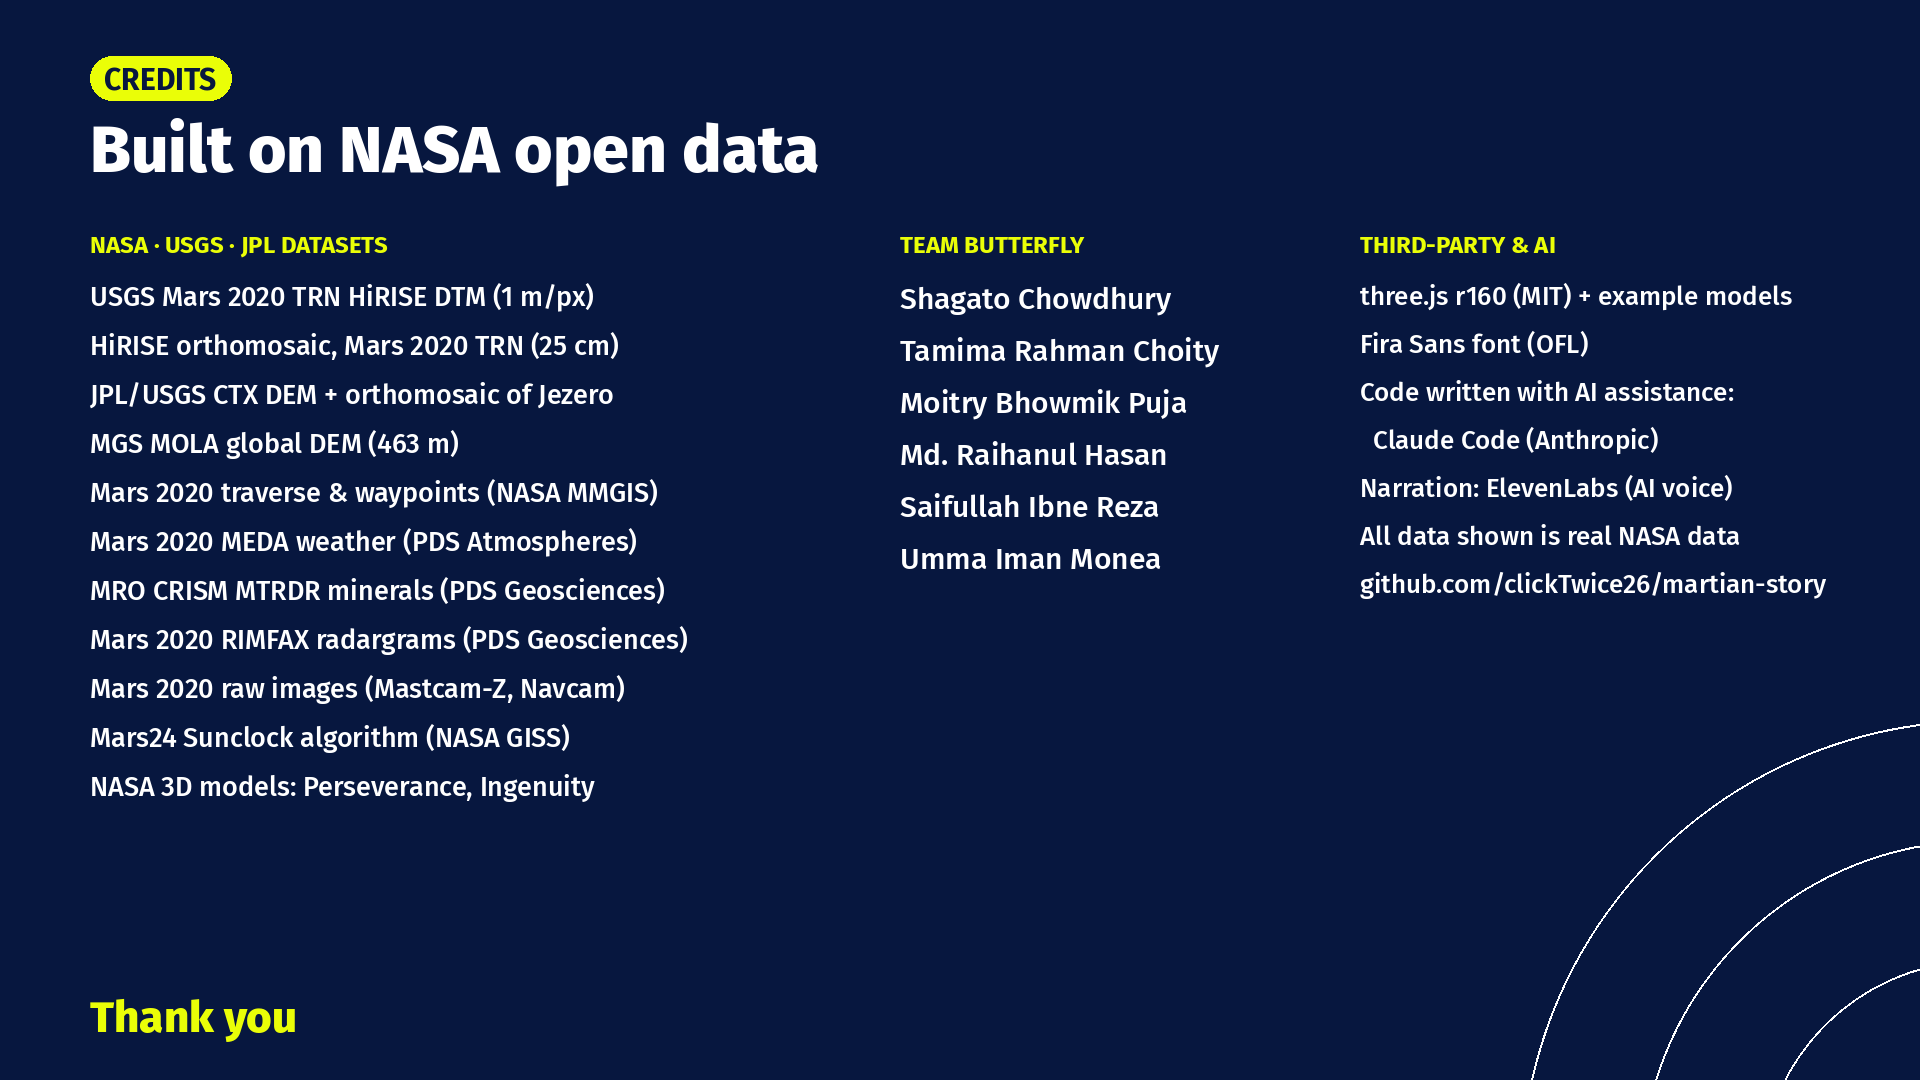 CREDITS
Built on NASA open data
NASA · USGS · JPL DATASETS
USGS Mars 2020 TRN HiRISE DTM (1 m/px)
HiRISE orthomosaic, Mars 2020 TRN (25 cm)
JPL/USGS CTX DEM + orthomosaic of Jezero
MGS MOLA global DEM (463 m)
Mars 2020 traverse & waypoints (NASA MMGIS)
Mars 2020 MEDA weather (PDS Atmospheres)
MRO CRISM MTRDR minerals (PDS Geosciences)
Mars 2020 RIMFAX radargrams (PDS Geosciences)
Mars 2020 raw images (Mastcam-Z, Navcam)
Mars24 Sunclock algorithm (NASA GISS)
NASA 3D models: Perseverance, Ingenuity
TEAM BUTTERFLY
Shagato Chowdhury
Tamima Rahman Choity
Moitry Bhowmik Puja
Md. Raihanul Hasan
Saifullah Ibne Reza
Umma Iman Monea
THIRD-PARTY & AI
three.js r160 (MIT) + example models
Fira Sans font (OFL)
Code written with AI assistance:
Claude Code (Anthropic)
Narration: ElevenLabs (AI voice)
All data shown is real NASA data
github.com/clickTwice26/martian-story
Thank you